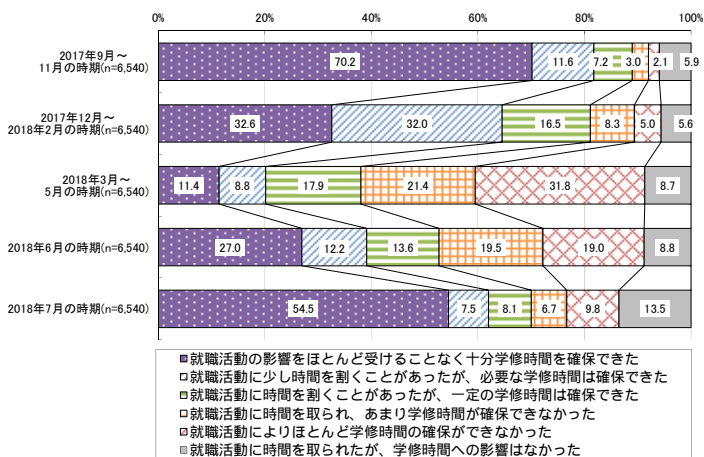 0% 20% 40% 60% 80% 100%
2017年9月～
11月の時期(n=6,540)
70.2 11.6 7.2 3.0 2.1 5.9
2017年12月～
2018年2月の時期(n=6,540)
32.6 32.0 16.5 8.3 5.0 5.6
2018年3月～
5月の時期(n=6,540)
11.4 8.8 17.9 21.4 31.8 8.7
2018年6月の時期(n=6,540)
27.0 12.2 13.6 19.5 19.0 8.8
2018年7月の時期(n=6,540)
54.5 7.5 8.1 6.7 9.8 13.5
就職活動の影響をほとんど受けることなく十分学修時間を確保できた
就職活動に少し時間を割くことがあったが、必要な学修時間は確保できた
就職活動に時間を割くことがあったが、一定の学修時間は確保できた
就職活動に時間を取られ、あまり学修時間が確保できなかった
就職活動によりほとんど学修時間の確保ができなかった
就職活動に時間を取られたが、学修時間への影響はなかった